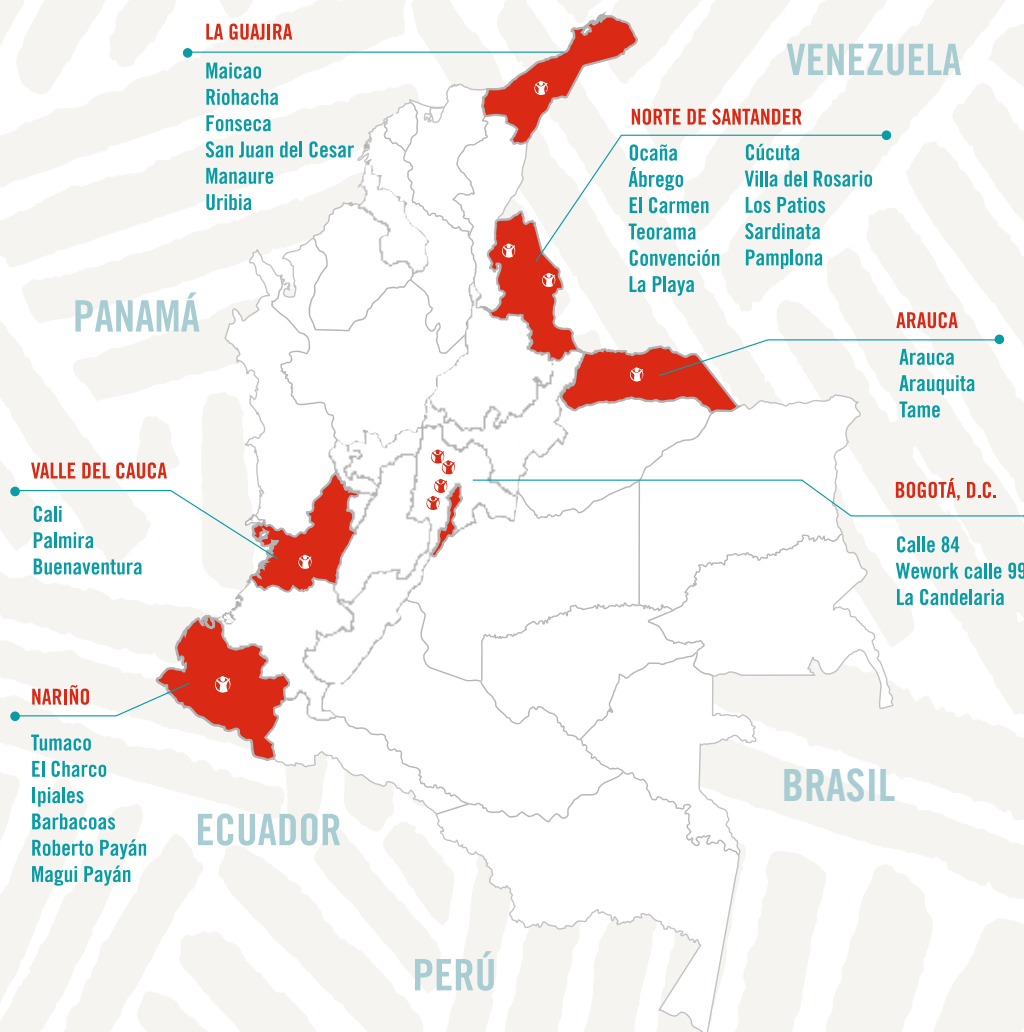 LA GUAJIRA
Maicao
Riohacha
Fonseca
San Juan del Cesar
Manaure
Uribia
VENEZUELA
NORTE DE SANTANDER
Ocaña
Ábrego
El Carmen
Teorama
Convención
La Playa
Cúcuta
Villa del Rosario
Los Patios
Sardinata
Pamplona
PANAMÁ
ARAUCA
Arauca
Arauquita
Tame
VALLE DEL CAUCA
Cali
Palmira
Buenaventura
BOGOTÁ, D.C.
Calle 84
Wework calle 99
La Candelaria
NARIÑO
Tumaco
El Charco
Ipiales
Barbacoas
Roberto Payán
Magui Payán
ECUADOR
BRASIL
PERÚ